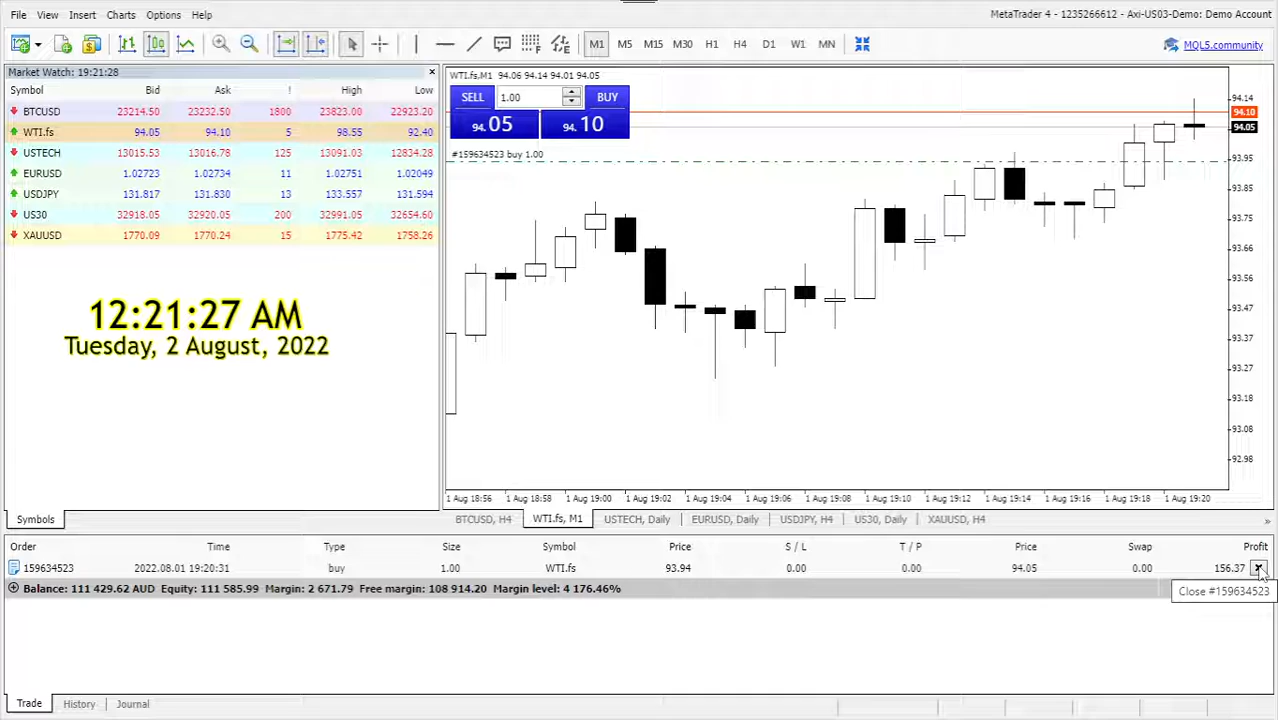 File View Insert Charts Options Help
MetaTrader 4 - 1235266612 - Axi-US03-Demo: Demo Account
M1 M5 M15 M30 H1 H4 D1 W1 MN
MQL5.community
Market Watch: 19:21:28
Symbol Bid Ask ! High Low
BTCUSD 23214.50 23232.50 1800 23823.00 22923.20
WTI.fs 94.05 94.10 5 98.55 92.40
USTECH 13015.53 13016.78 125 13091.03 12834.28
EURUSD 1.02723 1.02734 11 1.02751 1.02049
USDJPY 131.817 131.830 13 133.557 131.594
US30 32918.05 32920.05 200 32991.05 32654.60
XAUUSD 1770.09 1770.24 15 1775.42 1758.26
12:21:27 AM
Tuesday, 2 August, 2022
Symbols
WTI.fs,M1 94.06 94.14 94.01 94.05
SELL 1.00 BUY
94.05 94.10
#159634523 buy 1.00
94.14
94.10
94.05
93.95
93.85
93.75
93.66
93.56
93.47
93.37
93.27
93.18
93.08
92.98
1 Aug 18:56 1 Aug 18:58 1 Aug 19:00 1 Aug 19:02 1 Aug 19:04 1 Aug 19:06 1 Aug 19:08 1 Aug 19:10 1 Aug 19:12 1 Aug 19:14 1 Aug 19:16 1 Aug 19:18 1 Aug 19:20
BTCUSD, H4 WTI.fs, M1 USTECH, Daily EURUSD, Daily USDJPY, H4 US30, Daily XAUUSD, H4
Order Time Type Size Symbol Price S / L T / P Price Swap Profit
159634523 2022.08.01 19:20:31 buy 1.00 WTI.fs 93.94 0.00 0.00 94.05 0.00 156.37
Balance: 111 429.62 AUD Equity: 111 585.99 Margin: 2 671.79 Free margin: 108 914.20 Margin level: 4 176.46%
Close #159634523
Trade History Journal